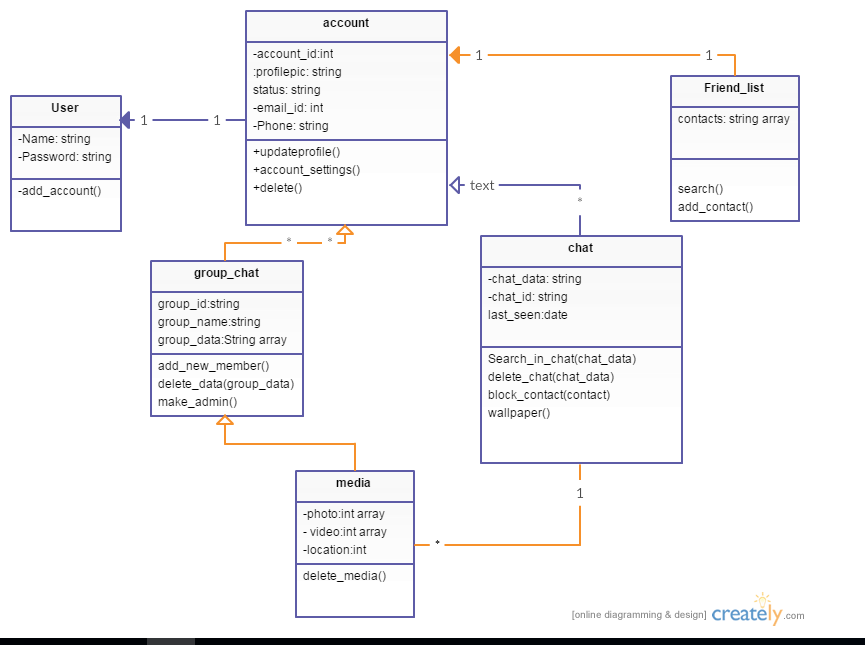 account
-account_id:int
:profilepic: string
status: string
-email_id: int
-Phone: string
+updateprofile()
+account_settings()
+delete()
1
1
Friend_list
contacts: string array
search()
add_contact()
User
-Name: string
-Password: string
-add_account()
1
1
text
*
*
*
group_chat
group_id:string
group_name:string
group_data:String array
add_new_member()
delete_data(group_data)
make_admin()
chat
-chat_data: string
-chat_id: string
last_seen:date
Search_in_chat(chat_data)
delete_chat(chat_data)
block_contact(contact)
wallpaper()
media
-photo:int array
- video:int array
-location:int
delete_media()
1
*
[online diagramming & design] creately.com